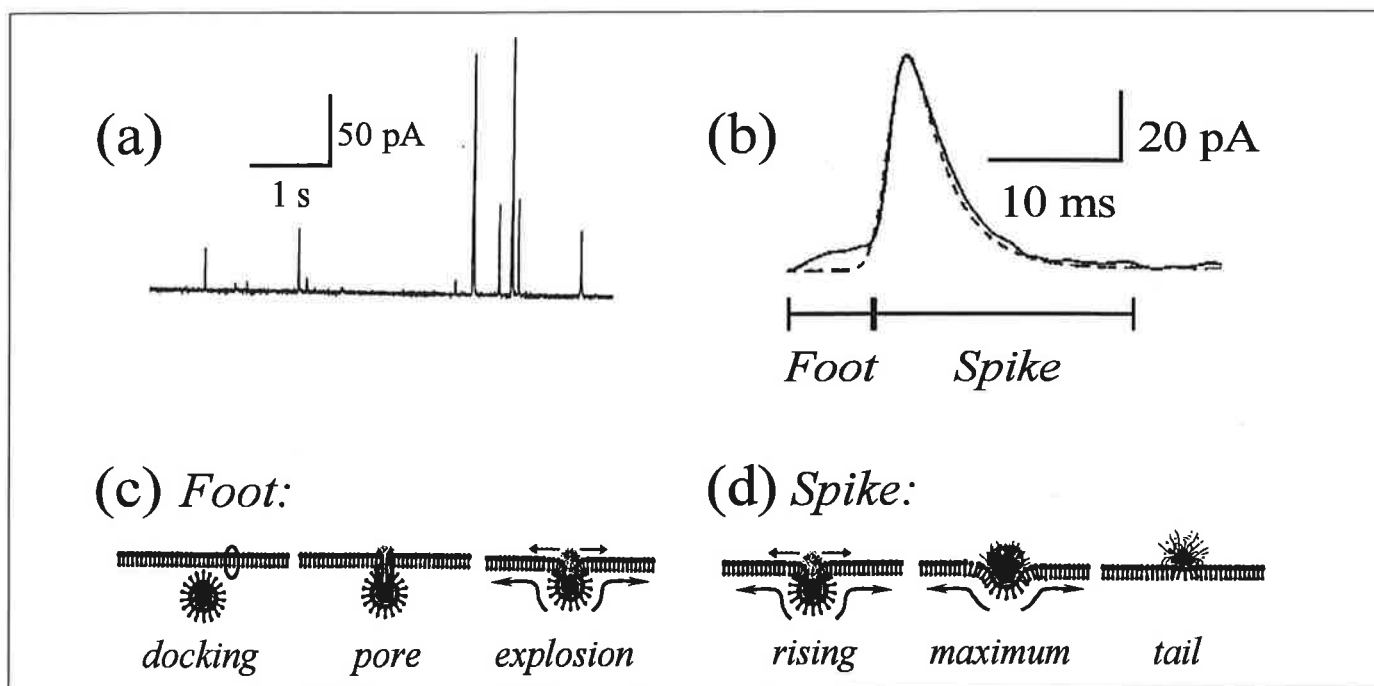 (a)
50 pA
1 s
(b)
20 pA
10 ms
Foot
Spike
(c) Foot:
docking
pore
explosion
(d) Spike:
rising
maximum
tail